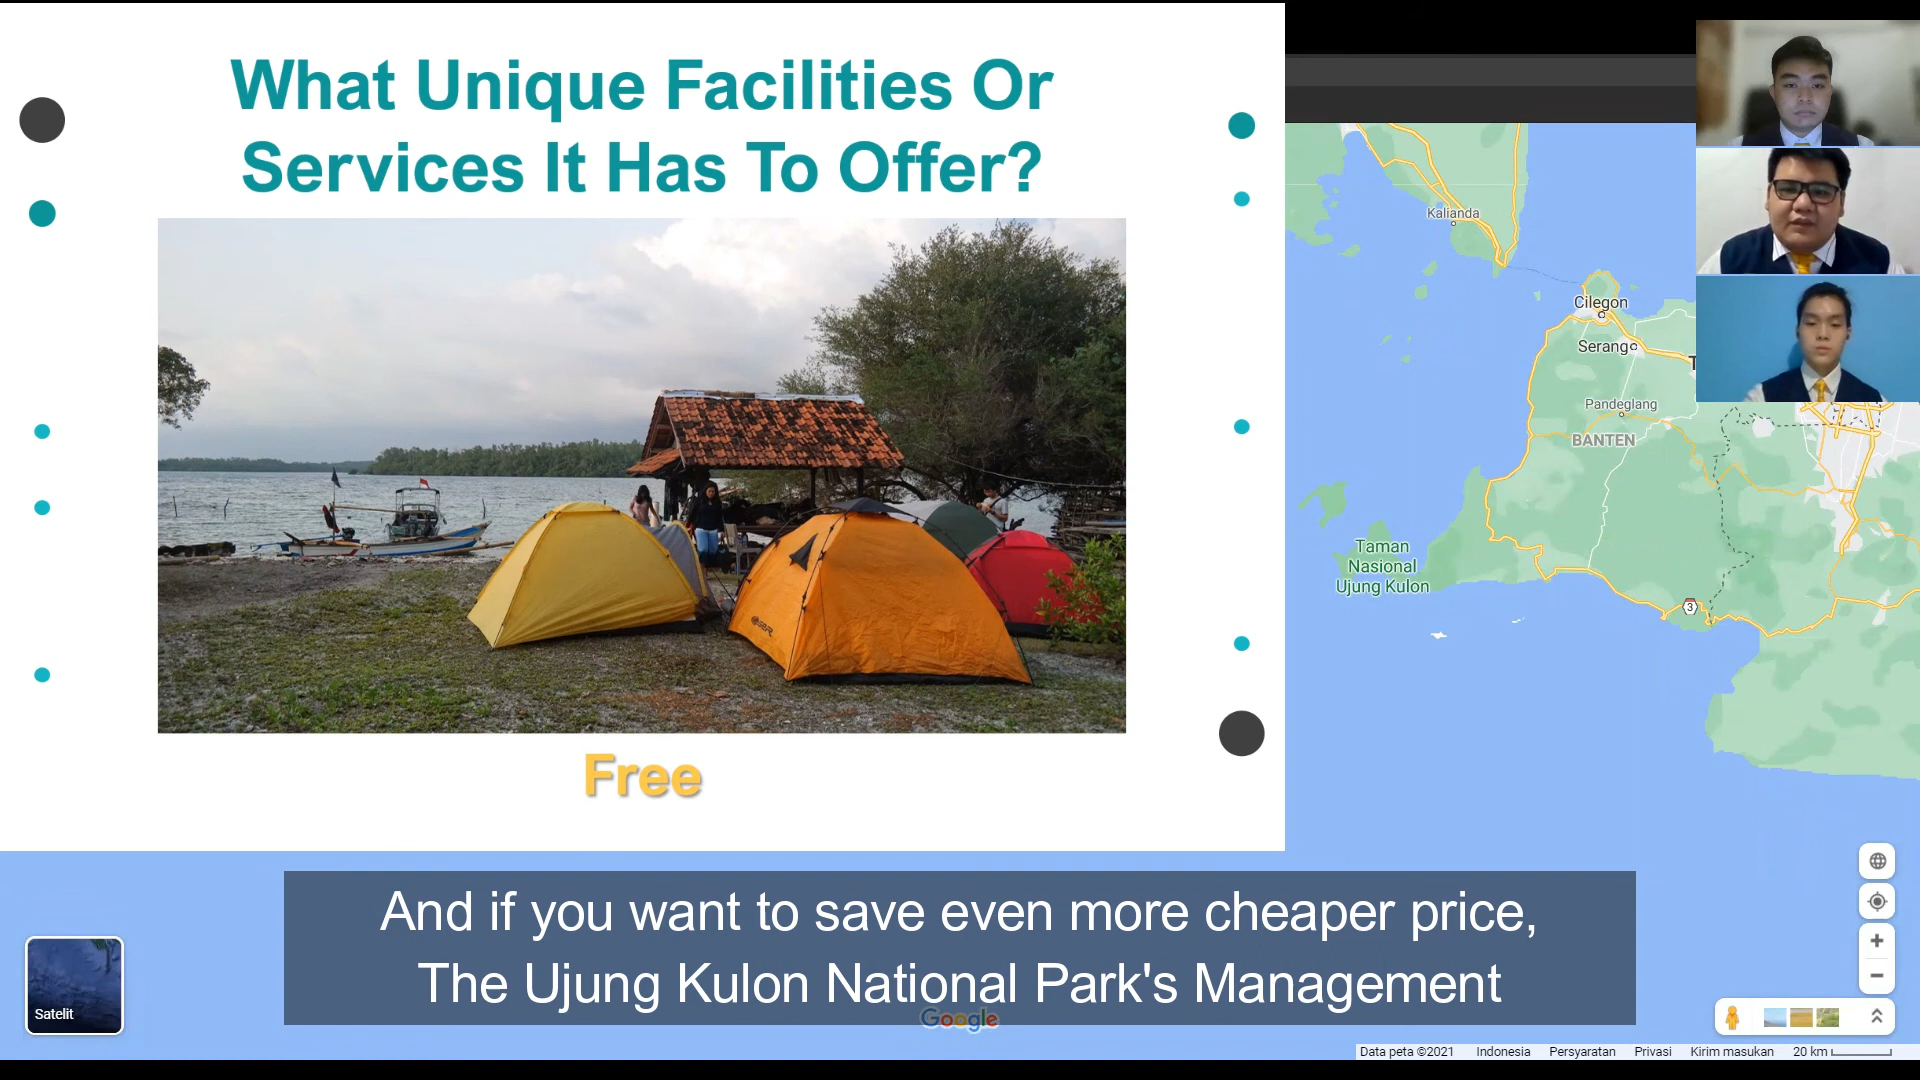 What Unique Facilities Or
Services It Has To Offer?
Free
And if you want to save even more cheaper price,
The Ujung Kulon National Park's Management
Kalianda
Cilegon
Serang
T
Pandeglang
BANTEN
Taman
Nasional
Ujung Kulon
3
Satelit
Google
Data peta ©2021 Indonesia Persyaratan Privasi Kirim masukan 20 km